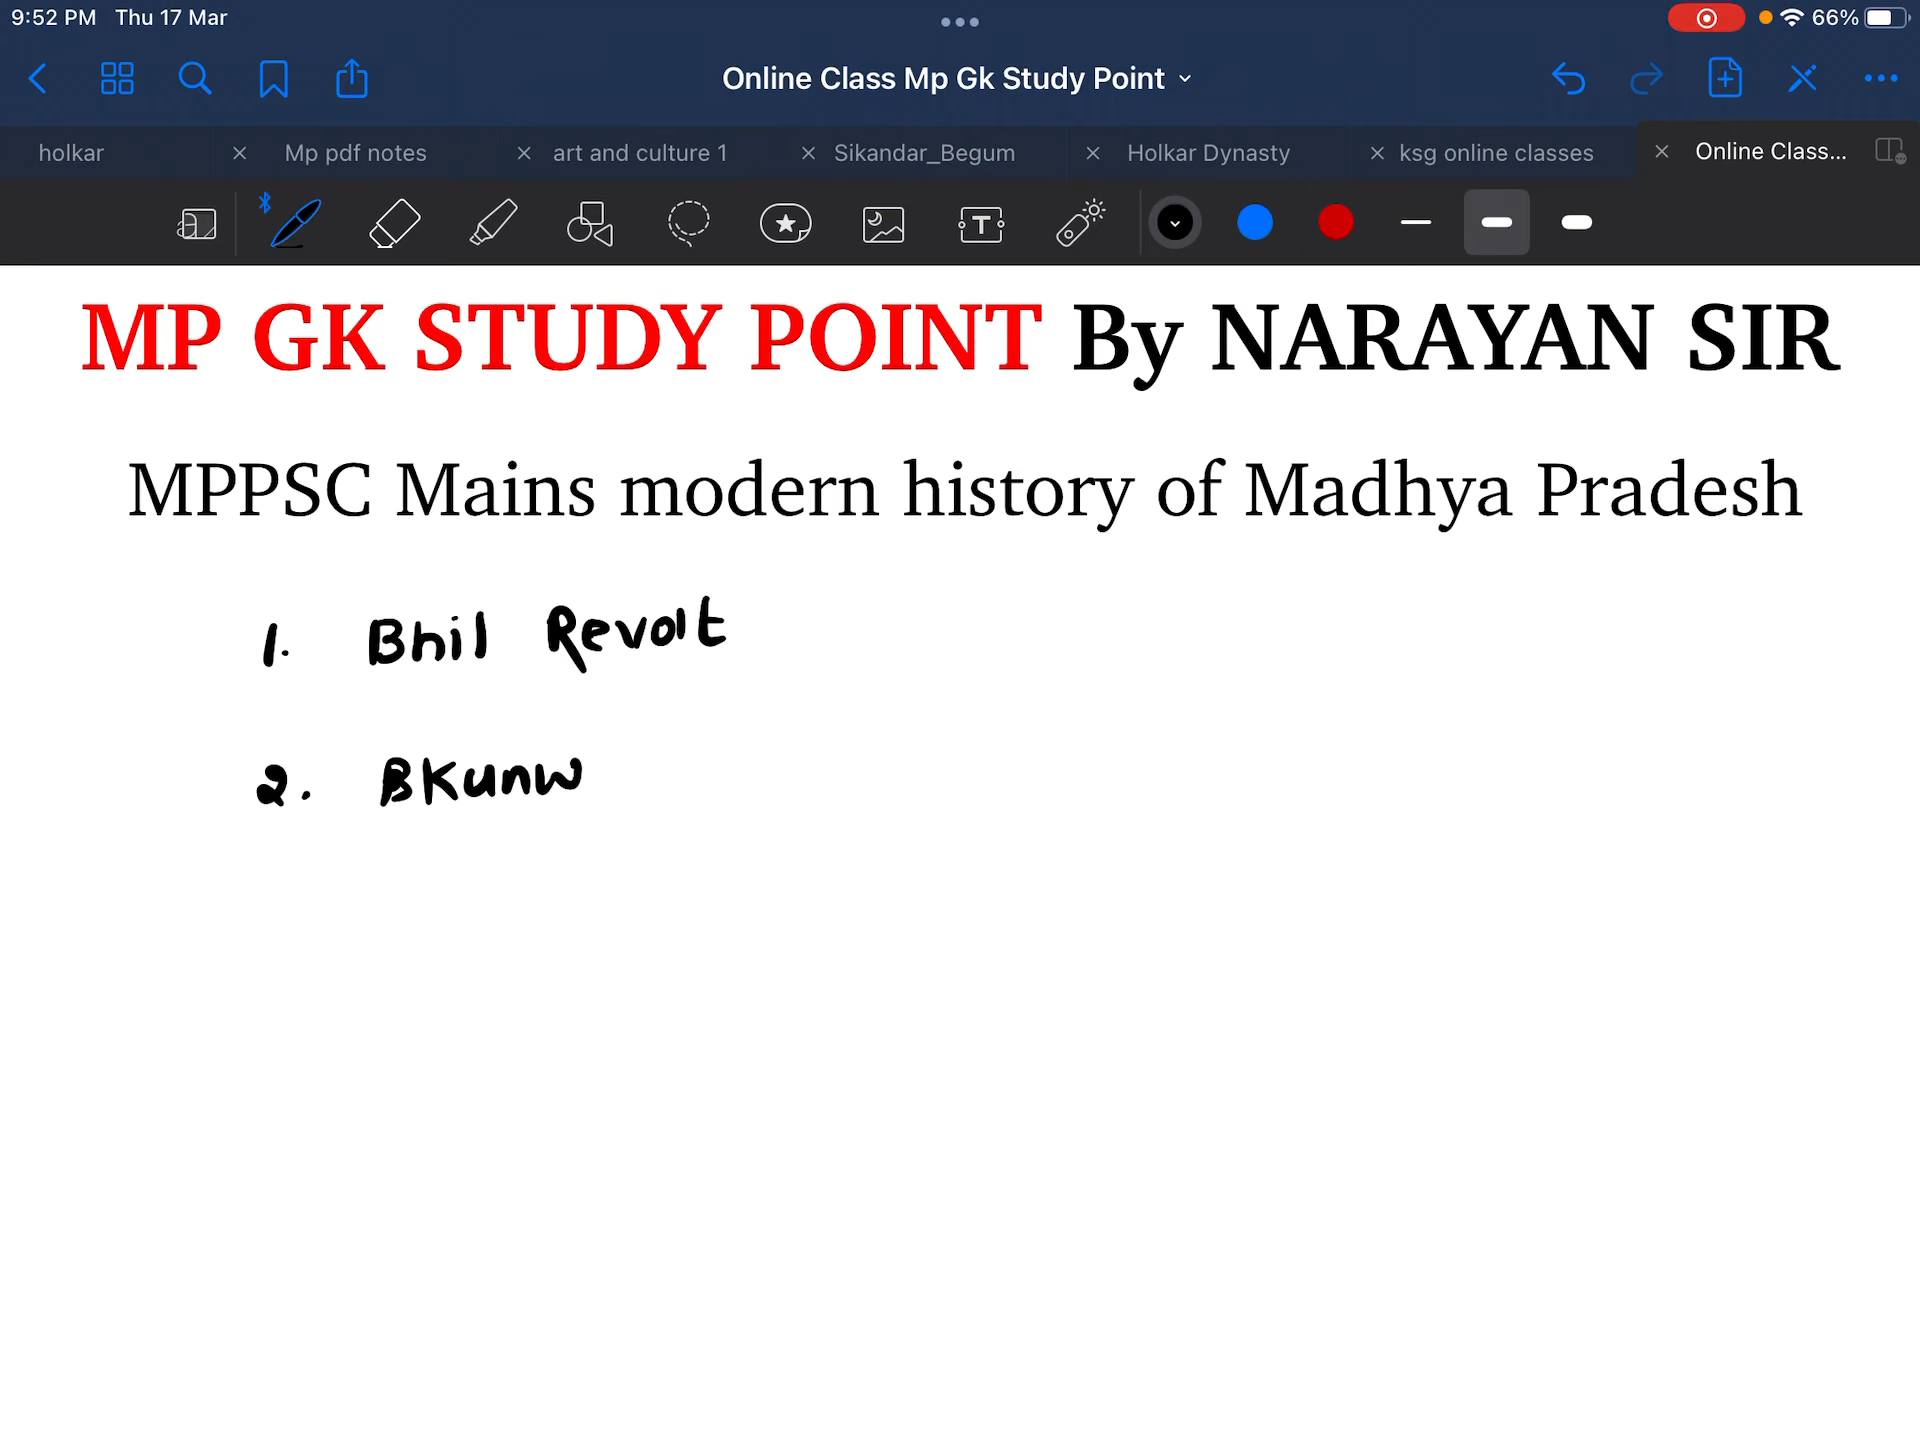 9:52 PM Thu 17 Mar
66%
Online Class Mp Gk Study Point
holkar
Mp pdf notes
art and culture 1
Sikandar_Begum
Holkar Dynasty
ksg online classes
Online Class...
MP GK STUDY POINT By NARAYAN SIR
MPPSC Mains modern history of Madhya Pradesh
1. Bhil Revolt
2. BKunw